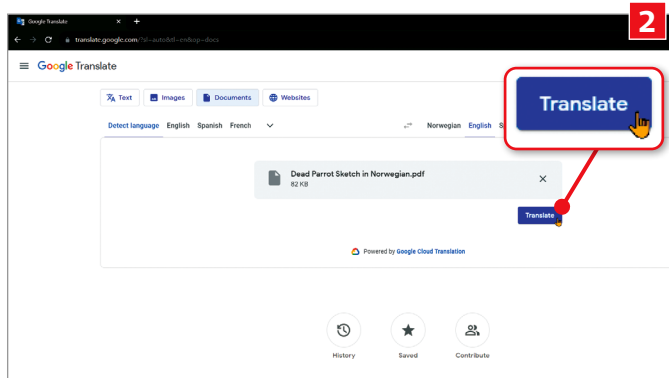 Google Translate
2
translate.google.com/?sl=auto&tl=en&op=docs
Google Translate
Text Images Documents Websites
Translate
Detect language English Spanish French Norwegian English S
Dead Parrot Sketch in Norwegian.pdf
82 KB
Translate
Powered by Google Cloud Translation
History Saved Contribute